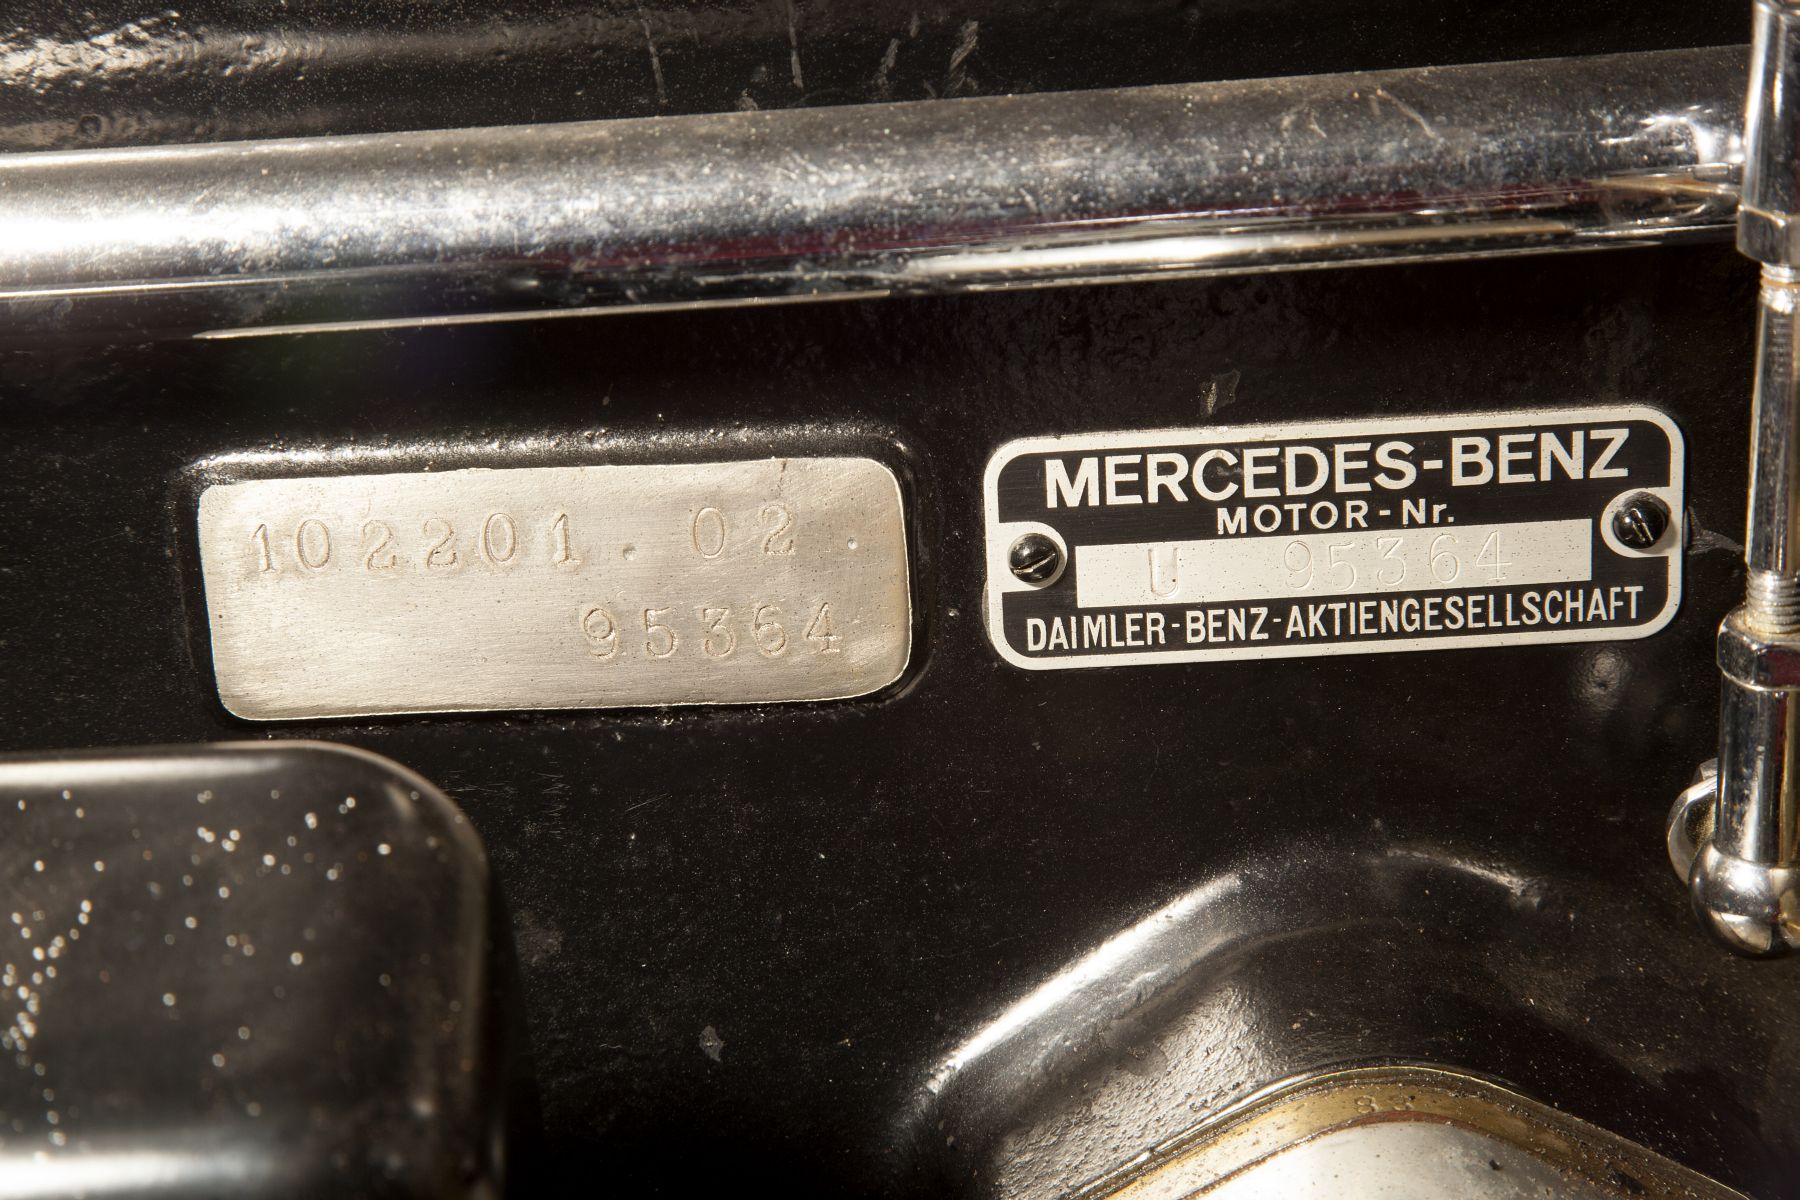 102201. 02.
95364
MERCEDES-BENZ
MOTOR-Nr.
U 95364
DAIMLER-BENZ-AKTIENGESELLSCHAFT